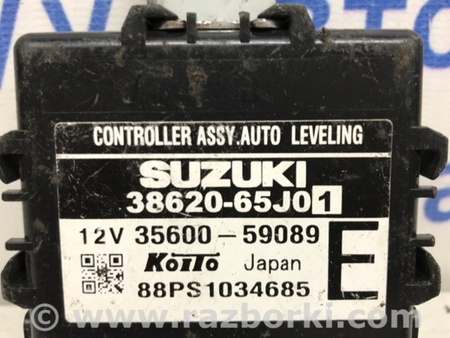 CONTROLLER ASSY.AUTO LEVELING
SUZUKI
38620-65J01
12V 35600-59089 E
KOITO Japan
88PS1034685
www.razborki.com